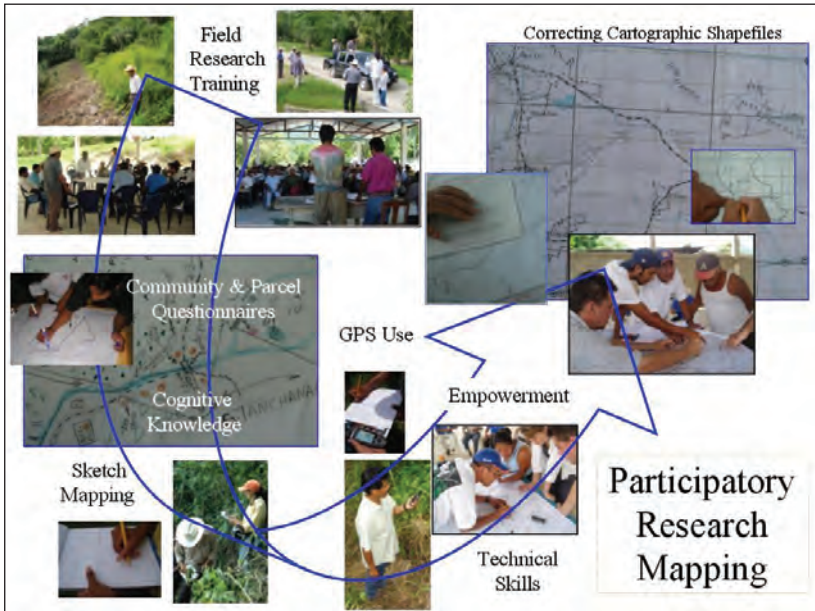 Field
Research
Training
Correcting Cartographic Shapefiles
Community & Parcel
Questionnaires
GPS Use
Cognitive
Knowledge
TANCHANA
Empowerment
Sketch
Mapping
Technical
Skills
Participatory
Research
Mapping